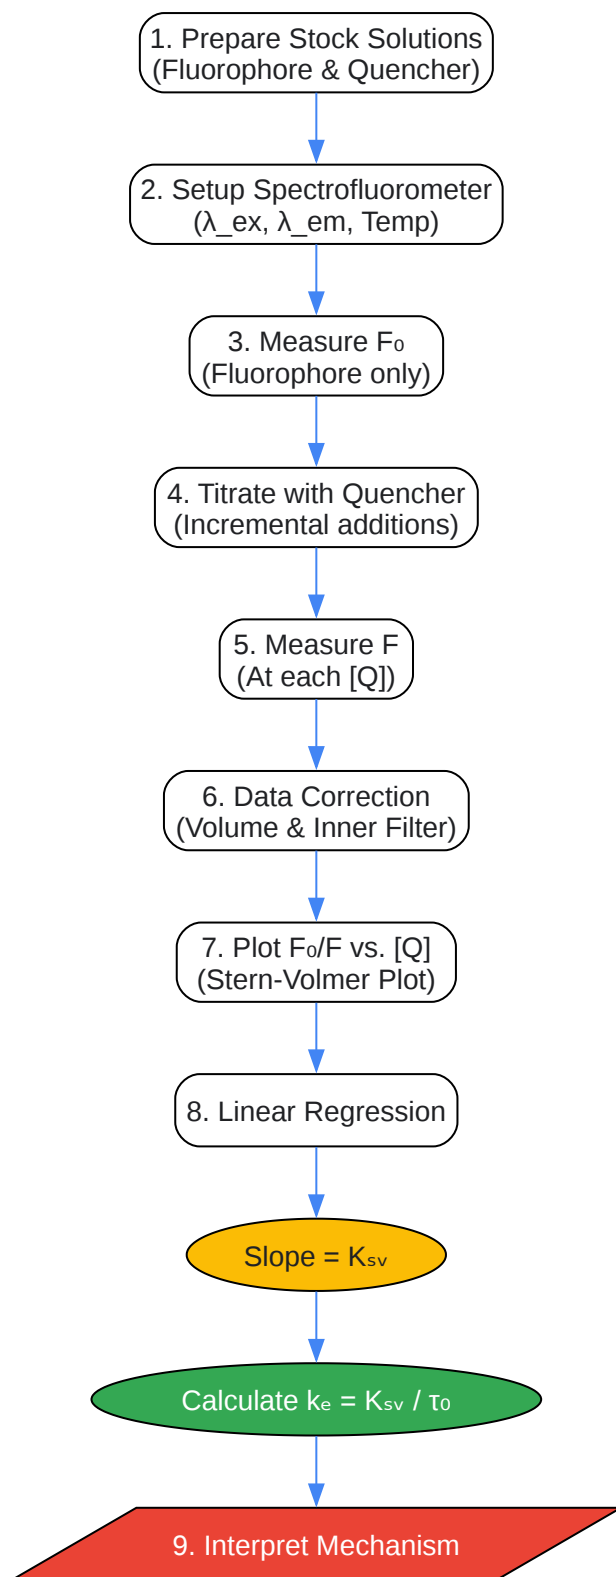 1. Prepare Stock Solutions
(Fluorophore & Quencher)
2. Setup Spectrofluorometer
(λ_ex, λ_em, Temp)
3. Measure F₀
(Fluorophore only)
4. Titrate with Quencher
(Incremental additions)
5. Measure F
(At each [Q])
6. Data Correction
(Volume & Inner Filter)
7. Plot F₀/F vs. [Q]
(Stern-Volmer Plot)
8. Linear Regression
Slope = Kₛᵥ
Calculate kₑ = Kₛᵥ / τ₀
9. Interpret Mechanism